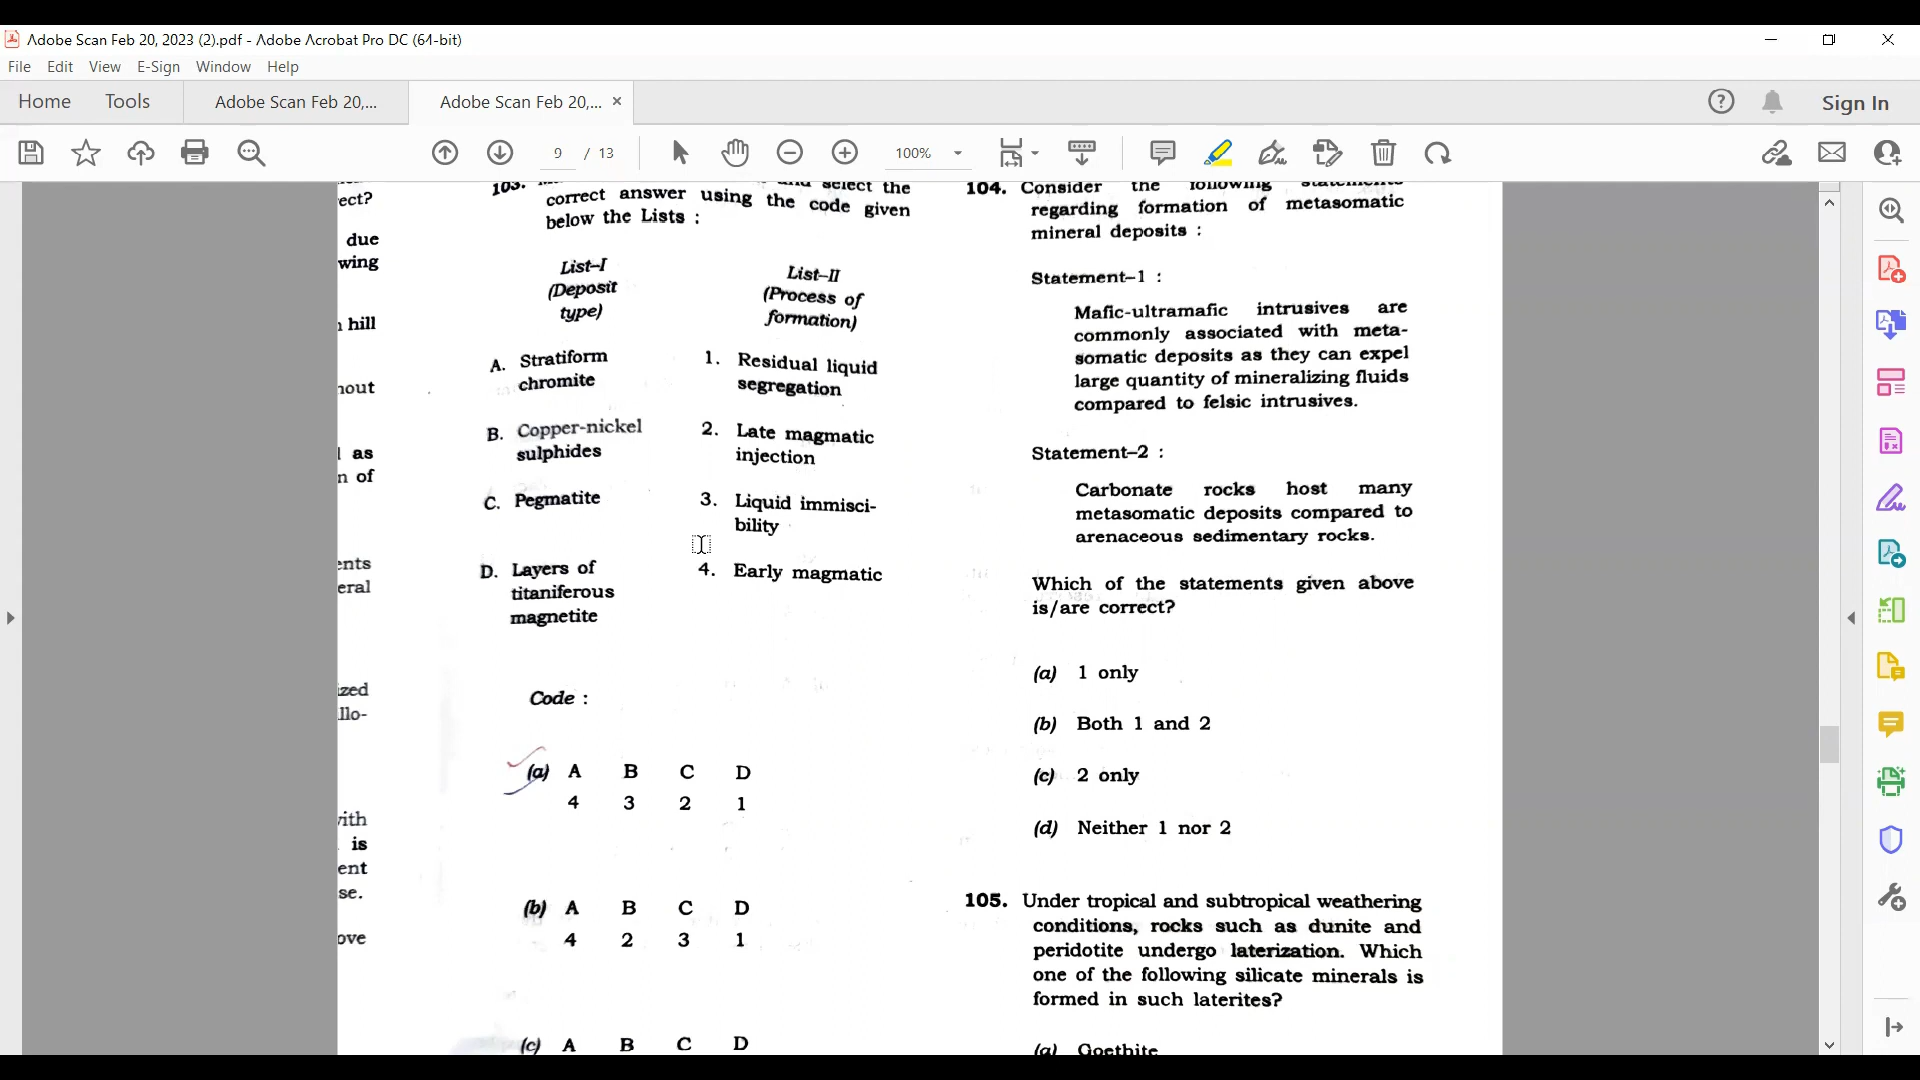 Adobe Scan Feb 20, 2023 (2).pdf - Adobe Acrobat Pro DC (64-bit)
File Edit View E-Sign Window Help
Home Tools Adobe Scan Feb 20,... Adobe Scan Feb 20,... × Sign In
9 / 13 100%
ect?
due
wing
hill
hout
as
n of
ents
eral
ized
llo-
with
is
ent
se.
ove
103. select the
correct answer using the code given
below the Lists :
List–I
(Deposit
type)
List–II
(Process of
formation)
A. Stratiform
chromite
1. Residual liquid
segregation
B. Copper-nickel
sulphides
2. Late magmatic
injection
C. Pegmatite
3. Liquid immisci-
bility
D. Layers of
titaniferous
magnetite
4. Early magmatic
Code :
(a) A B C D
4 3 2 1
(b) A B C D
4 2 3 1
(c) A B C D
104. Consider the following statements
regarding formation of metasomatic
mineral deposits :
Statement–1 :
Mafic-ultramafic intrusives are
commonly associated with meta-
somatic deposits as they can expel
large quantity of mineralizing fluids
compared to felsic intrusives.
Statement–2 :
Carbonate rocks host many
metasomatic deposits compared to
arenaceous sedimentary rocks.
Which of the statements given above
is/are correct?
(a) 1 only
(b) Both 1 and 2
(c) 2 only
(d) Neither 1 nor 2
105. Under tropical and subtropical weathering
conditions, rocks such as dunite and
peridotite undergo laterization. Which
one of the following silicate minerals is
formed in such laterites?
(a) Goethite